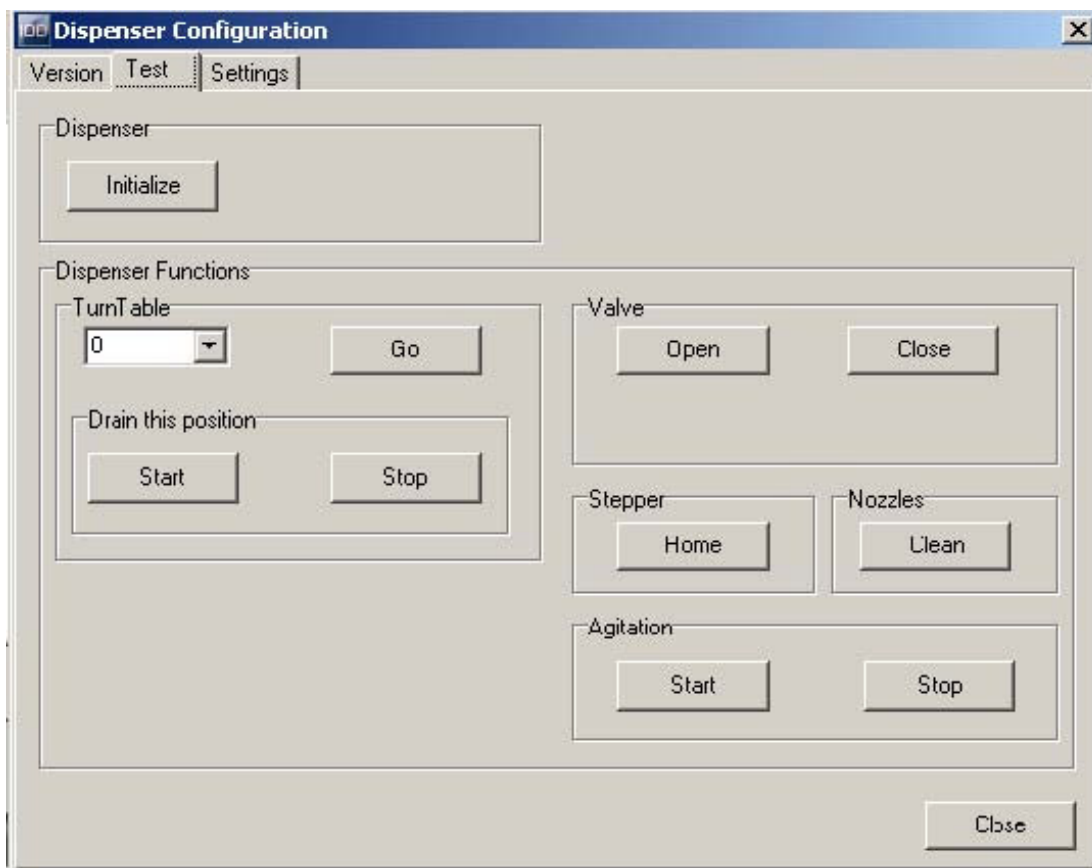 IDD Dispenser Configuration
Version Test Settings
Dispenser
Initialize
Dispenser Functions
TurnTable
0
Go
Drain this position
Start Stop
Valve
Open Close
Stepper
Home
Nozzles
Clean
Agitation
Start Stop
Close